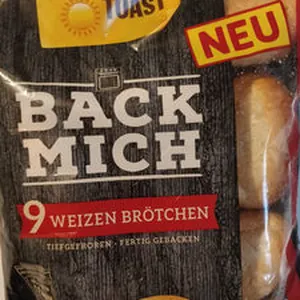 TOAST
NEU
BACK
MICH
9 WEIZEN BRÖTCHEN
TIEFGEFROREN - FERTIG GEBACKEN